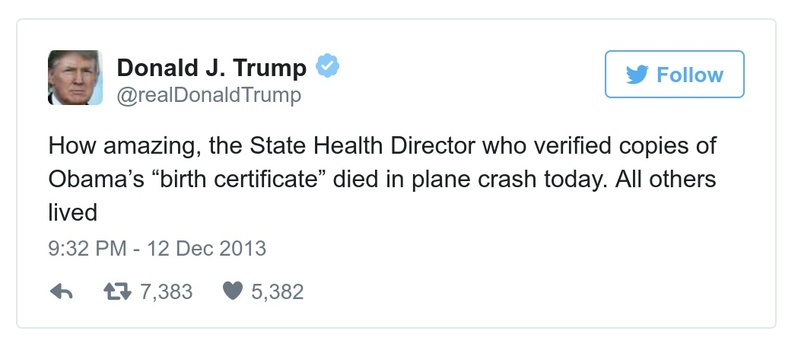 Donald J. Trump
@realDonaldTrump
Follow
How amazing, the State Health Director who verified copies of
Obama’s “birth certificate” died in plane crash today. All others
lived
9:32 PM - 12 Dec 2013
7,383 5,382